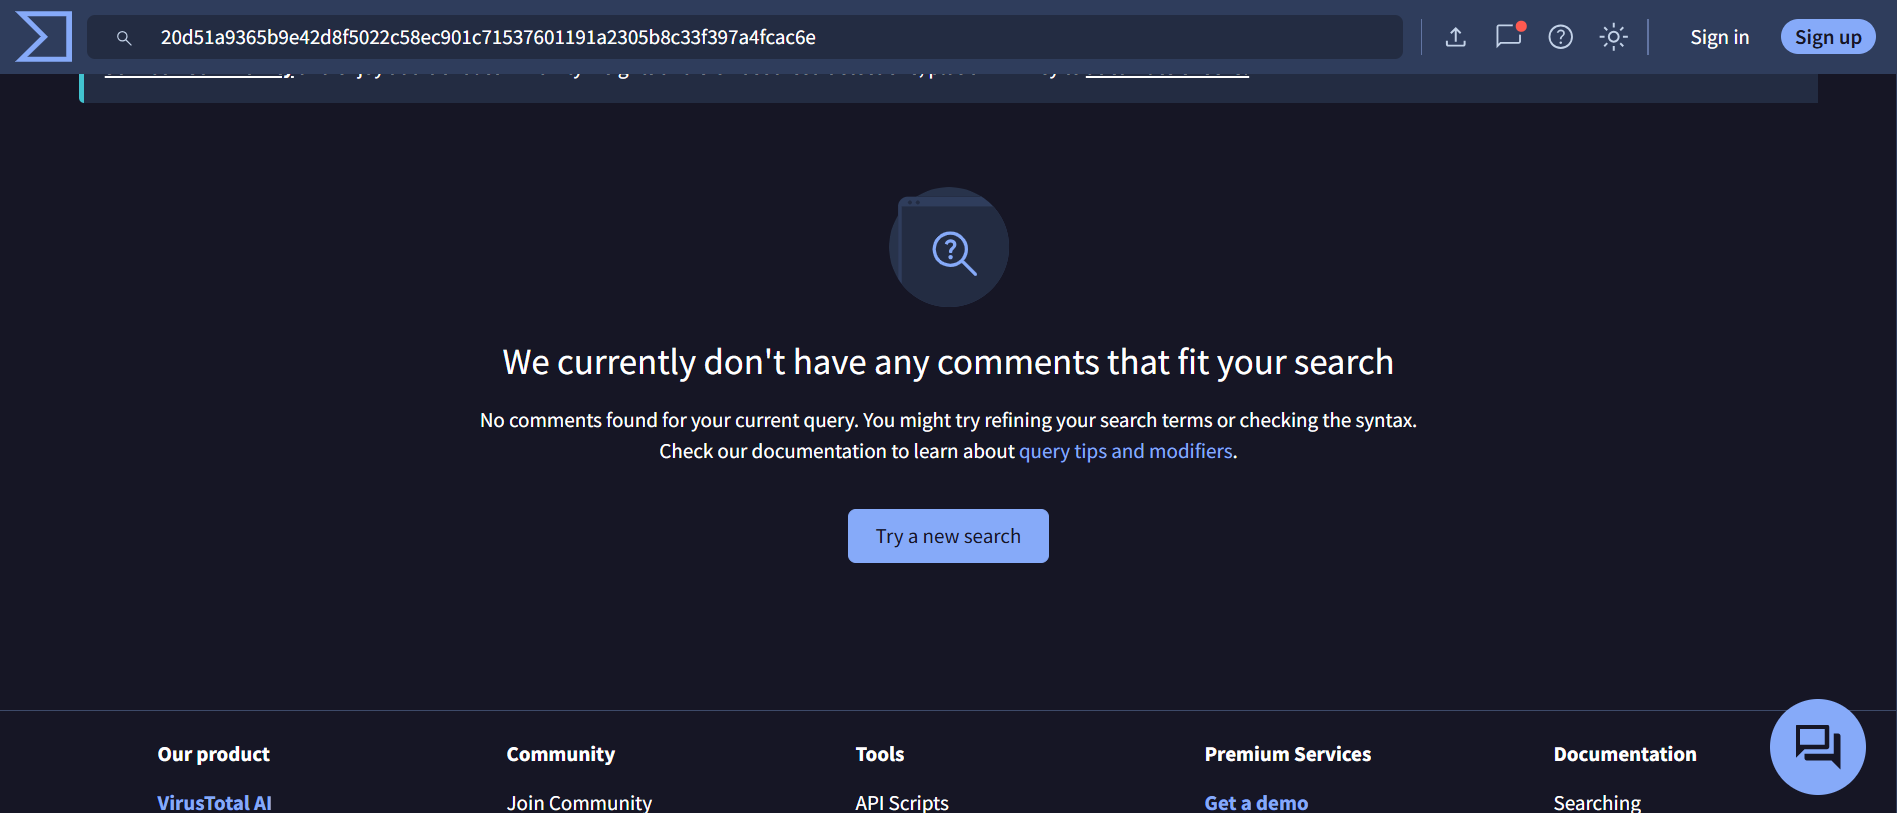 20d51a9365b9e42d8f5022c58ec901c71537601191a2305b8c33f397a4fcac6e
Sign in
Sign up
We currently don't have any comments that fit your search
No comments found for your current query. You might try refining your search terms or checking the syntax.
Check our documentation to learn about query tips and modifiers.
Try a new search
Our product
Community
Tools
Premium Services
Documentation
VirusTotal AI
Join Community
API Scripts
Get a demo
Searching